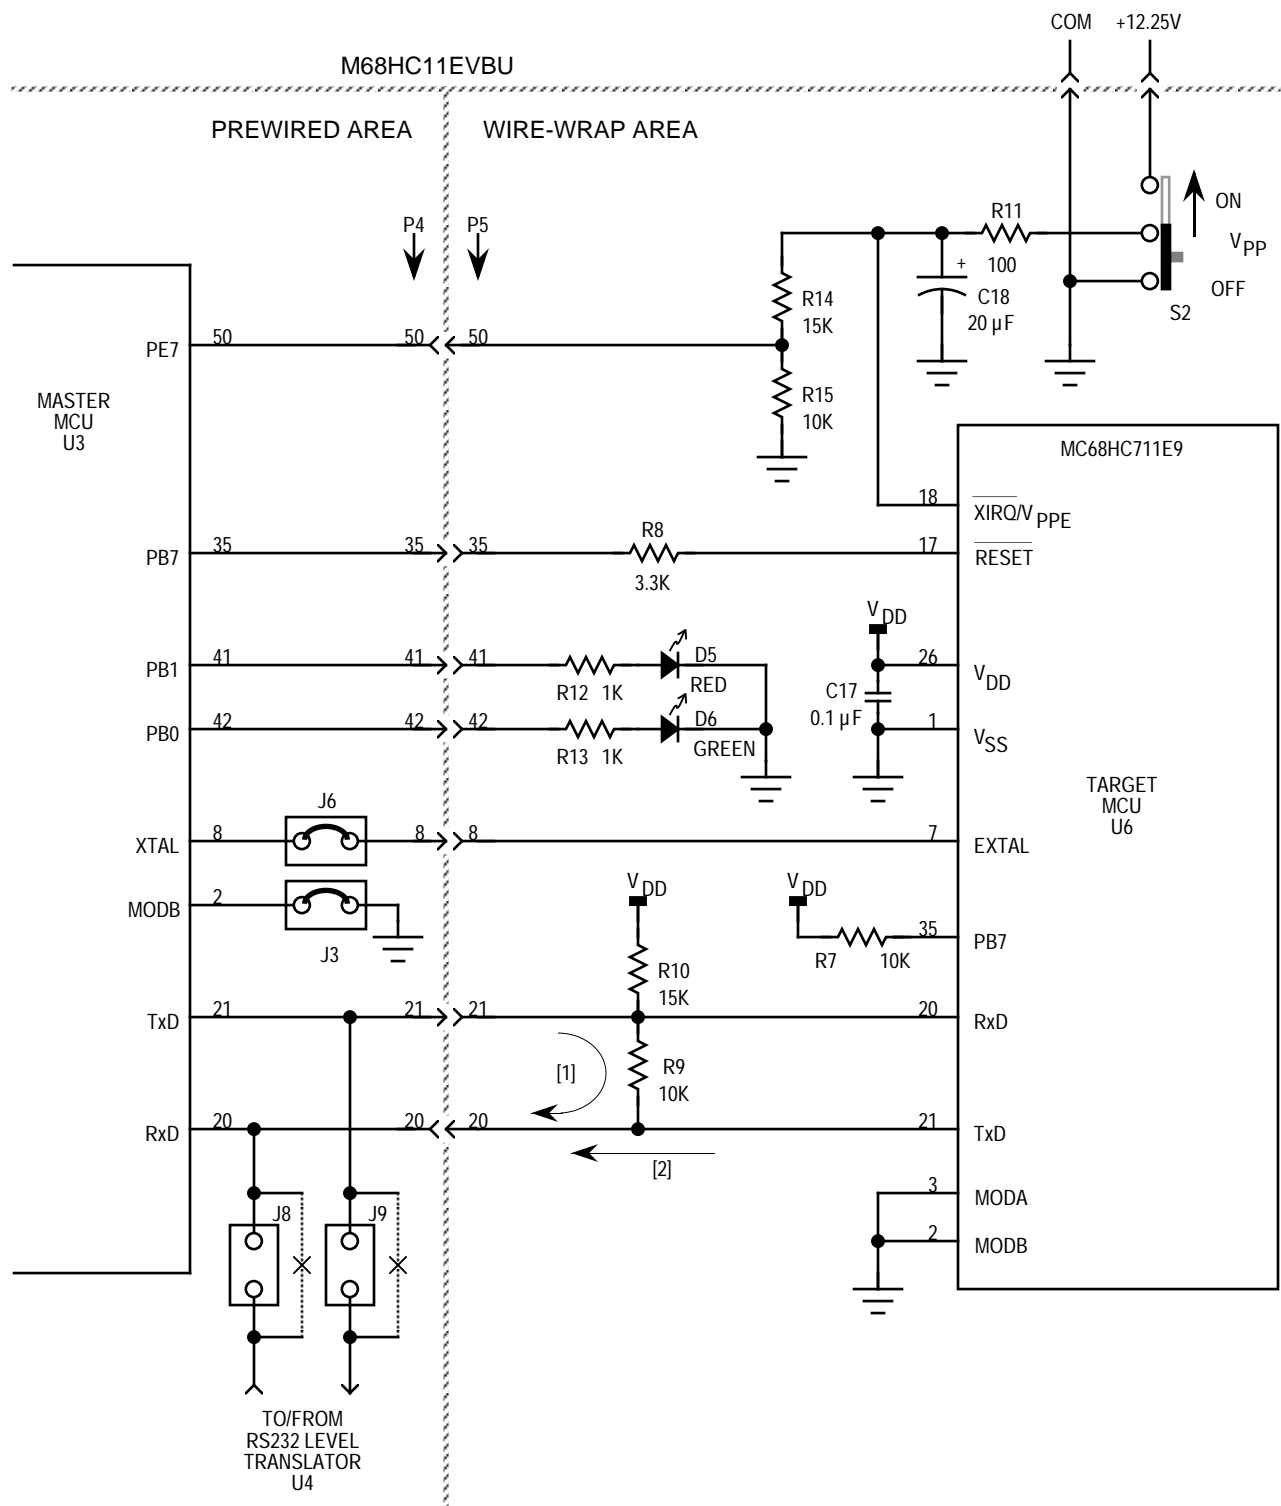 COM +12.25V
M68HC11EVBU
PREWIRED AREA
WIRE-WRAP AREA
P4
P5
R11
100
+
C18
20 µF
ON
VPP
OFF
S2
R14
15K
R15
10K
PE7
50
50
50
MASTER
MCU
U3
MC68HC711E9
18
XIRQ/VPPE
PB7
35
35
35
R8
3.3K
17
RESET
VDD
PB1
41
41
41
R12 1K
D5
RED
26
VDD
C17
0.1 µF
PB0
42
42
42
R13 1K
D6
GREEN
1
VSS
TARGET
MCU
U6
J6
XTAL
8
8
8
7
EXTAL
MODB
2
J3
VDD
VDD
R7
10K
35
PB7
R10
15K
TxD
21
21
21
20
RxD
[1]
R9
10K
RxD
20
20
20
21
TxD
[2]
3
MODA
2
MODB
J8
J9
TO/FROM
RS232 LEVEL
TRANSLATOR
U4